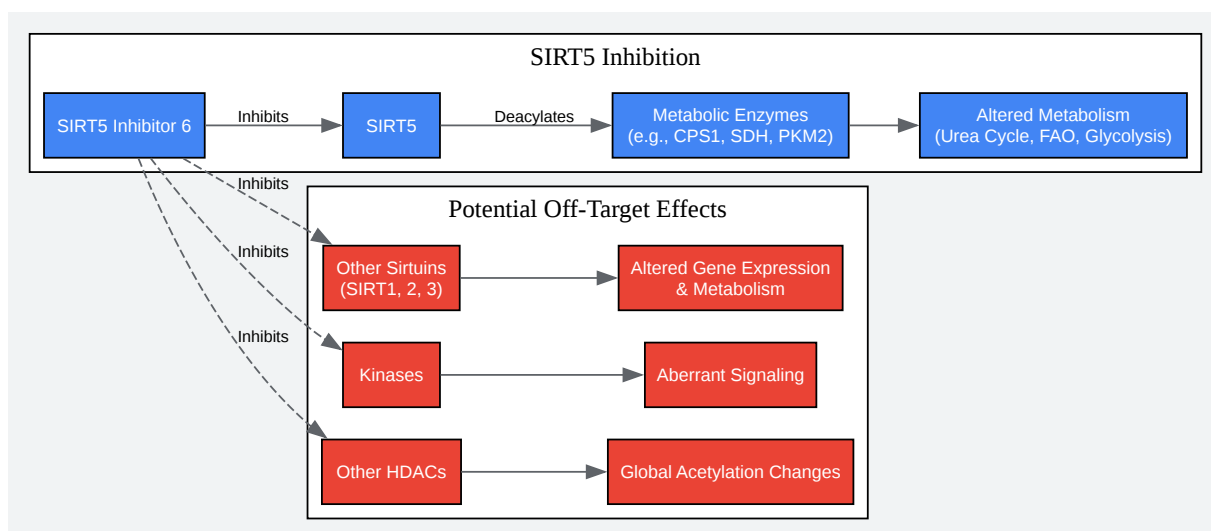 SIRT5 Inhibition
SIRT5 Inhibitor 6
Inhibits
SIRT5
Deacylates
Metabolic Enzymes
(e.g., CPS1, SDH, PKM2)
Altered Metabolism
(Urea Cycle, FAO, Glycolysis)
Inhibits
Potential Off-Target Effects
Inhibits
Other Sirtuins
(SIRT1, 2, 3)
Altered Gene Expression
& Metabolism
Inhibits
Kinases
Aberrant Signaling
Other HDACs
Global Acetylation Changes